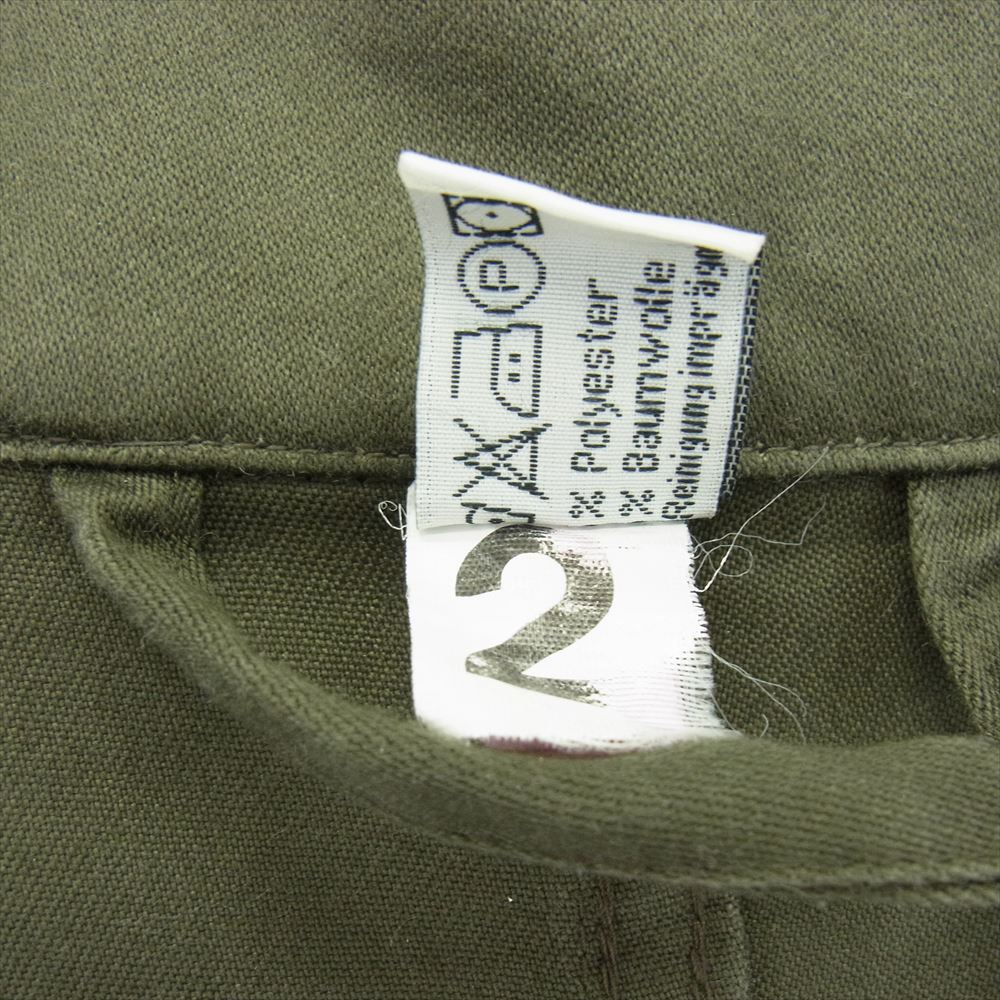 P
% Polyester
% Baumwolle
Reinigung
2